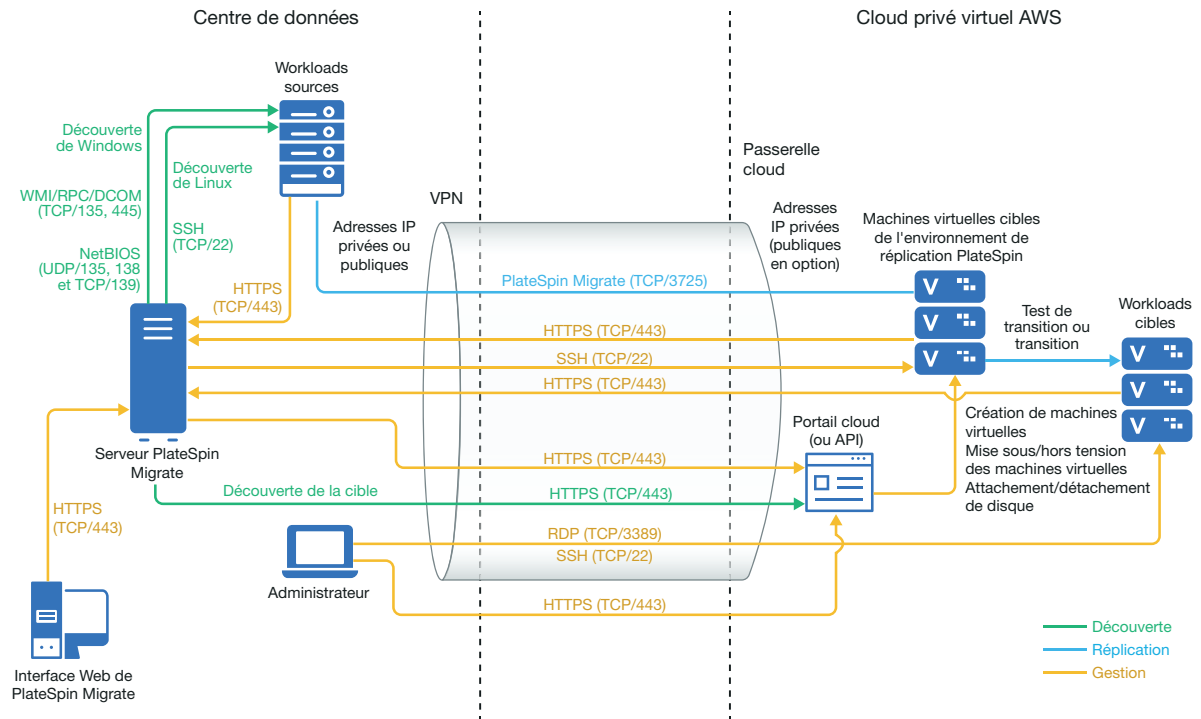 Centre de données
Cloud privé virtuel AWS
Workloads
sources
Découverte
de Windows
Découverte
de Linux
WMI/RPC/DCOM
(TCP/135, 445)
SSH
(TCP/22)
NetBIOS
(UDP/135, 138
et TCP/139)
HTTPS
(TCP/443)
Adresses IP
privées ou
publiques
VPN
Passerelle
cloud
Adresses
IP privées
(publiques
en option)
Machines virtuelles cibles
de l'environnement de
réplication PlateSpin
PlateSpin Migrate (TCP/3725)
V
V
V
HTTPS (TCP/443)
SSH (TCP/22)
HTTPS (TCP/443)
Test de
transition ou
transition
Workloads
cibles
V
V
V
Serveur PlateSpin
Migrate
Portail cloud
(ou API)
Création de machines
virtuelles
Mise sous/hors tension
des machines virtuelles
Attachement/détachement
de disque
HTTPS (TCP/443)
Découverte de la cible
HTTPS (TCP/443)
HTTPS
(TCP/443)
RDP (TCP/3389)
SSH (TCP/22)
Administrateur
HTTPS (TCP/443)
Interface Web de
PlateSpin Migrate
Découverte
Réplication
Gestion